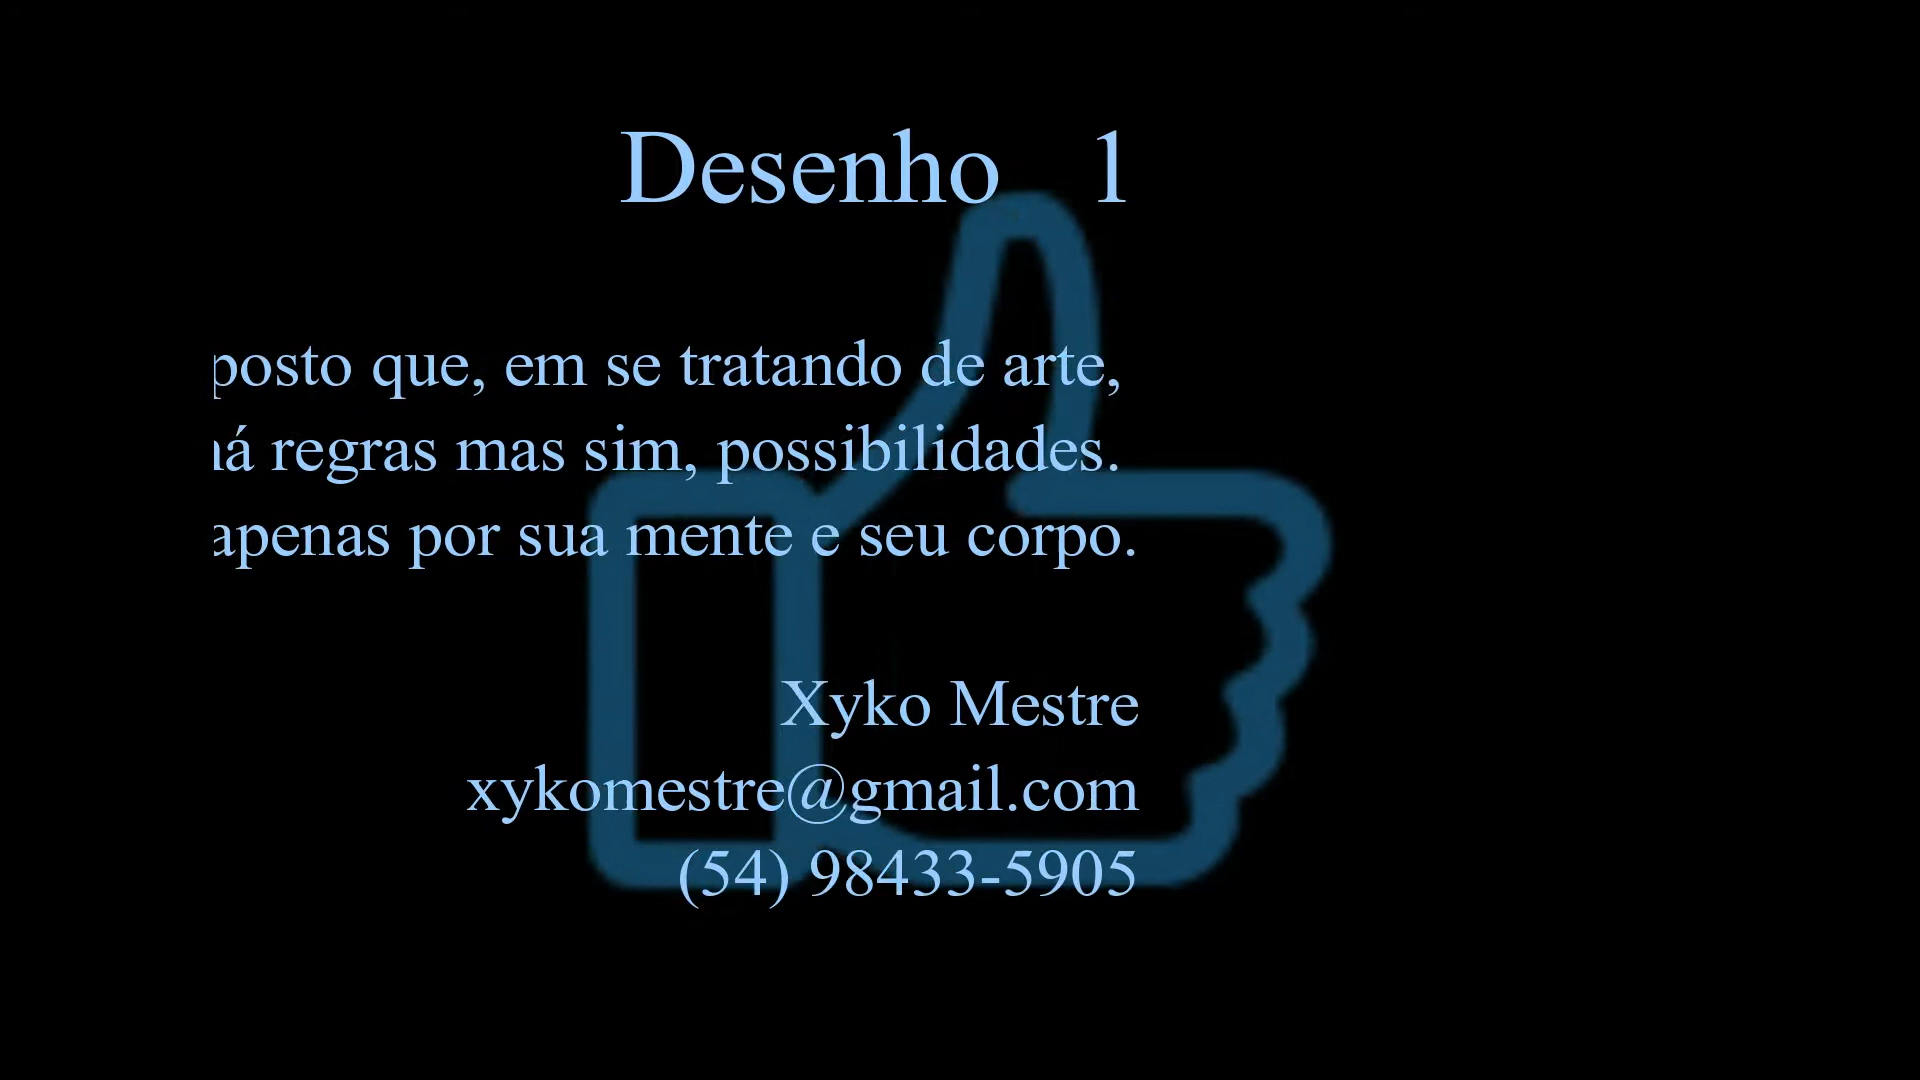 Desenho 1
posto que, em se tratando de arte,
há regras mas sim, possibilidades.
apenas por sua mente e seu corpo.
Xyko Mestre
xykomestre@gmail.com
(54) 98433-5905